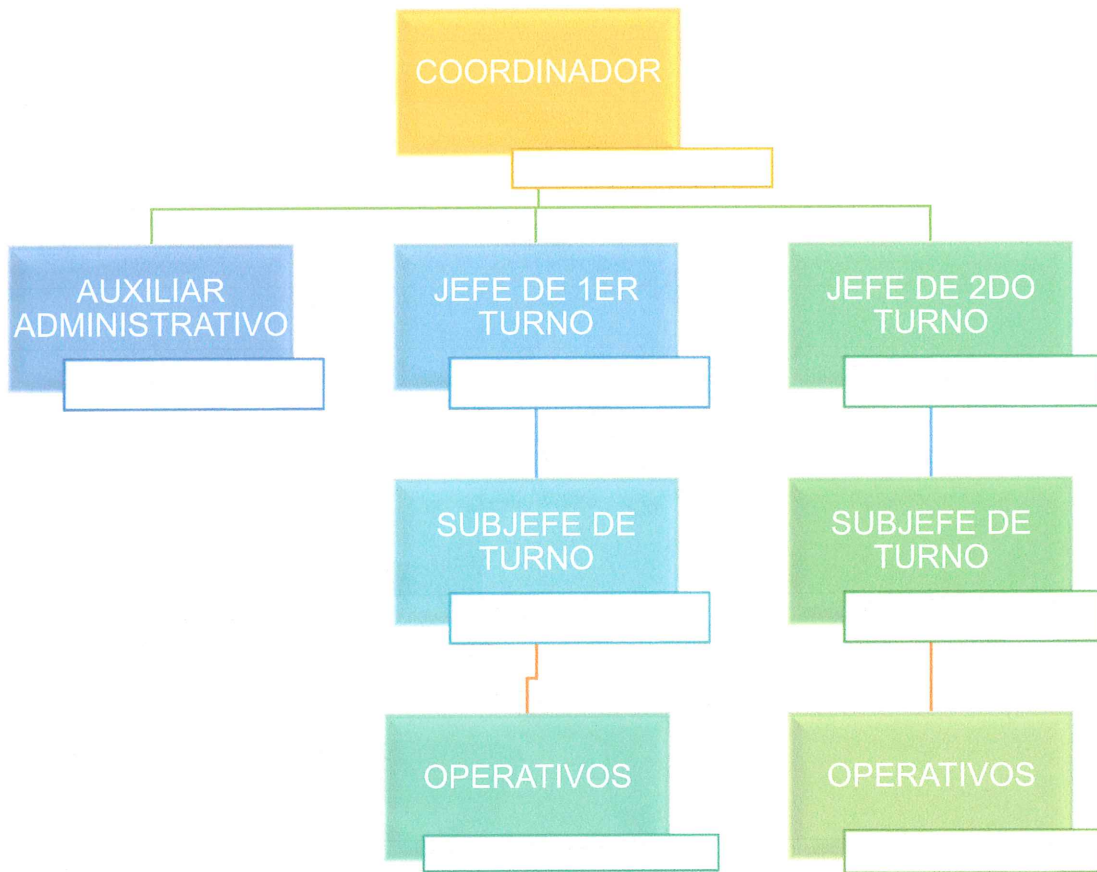 COORDINADOR
AUXILIAR
ADMINISTRATIVO
JEFE DE 1ER
TURNO
JEFE DE 2DO
TURNO
SUBJEFE DE
TURNO
SUBJEFE DE
TURNO
OPERATIVOS
OPERATIVOS